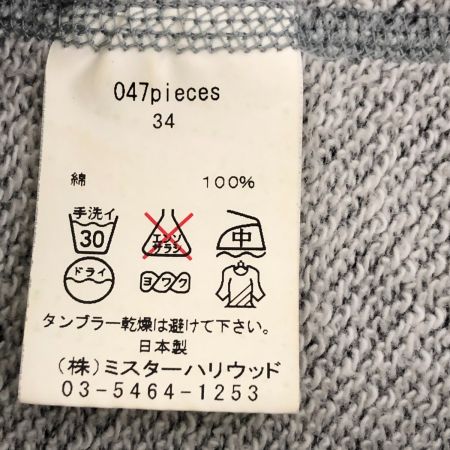 047pieces
34
綿 100%
手洗イ
30
エンソ
サラシ
中
ドライ
ヨワク
タンブラー乾燥は避けて下さい。
日本製
(株)ミスターハリウッド
03-5464-1253